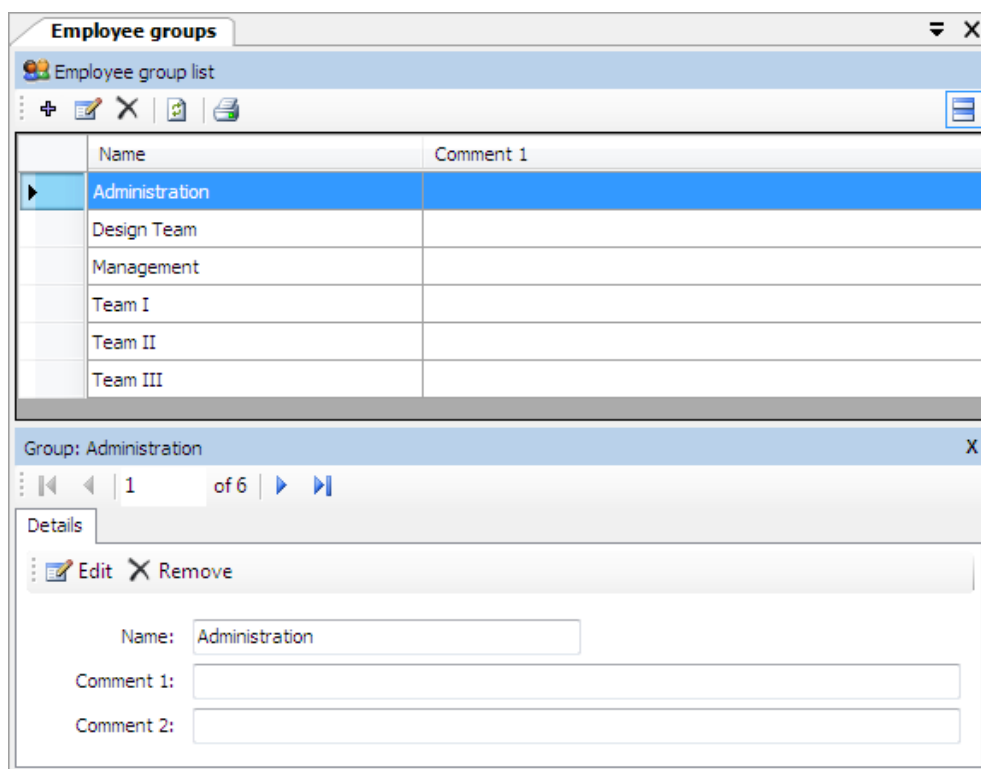 Employee groups X
Employee group list
Name Comment 1
Administration
Design Team
Management
Team I
Team II
Team III
Group: Administration X
1 of 6
Details
Edit Remove
Name: Administration
Comment 1:
Comment 2: